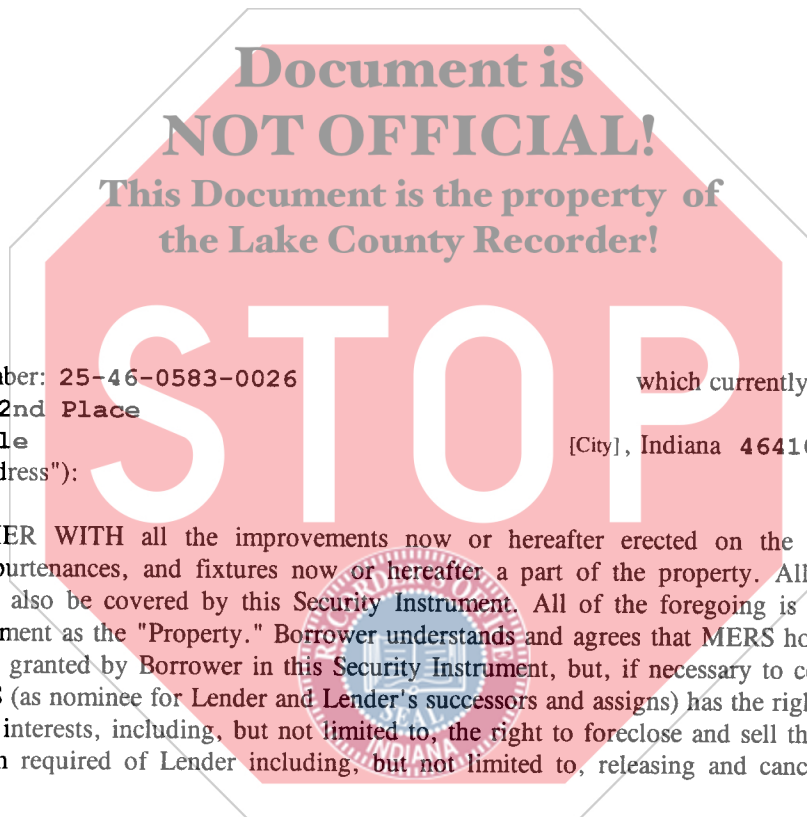 Document is
NOT OFFICIAL!
This Document is the property of
the Lake County Recorder!
STOP
ber: 25-46-0583-0026 which currently
2nd Place
le [City], Indiana 46410
dress"):
ER WITH all the improvements now or hereafter erected on the
purtenances, and fixtures now or hereafter a part of the property. All
also be covered by this Security Instrument. All of the foregoing is
ment as the "Property." Borrower understands and agrees that MERS ho
granted by Borrower in this Security Instrument, but, if necessary to c
S (as nominee for Lender and Lender's successors and assigns) has the righ
interests, including, but not limited to, the right to foreclose and sell th
n required of Lender including, but not limited to, releasing and canc
SEAL
INDIANA